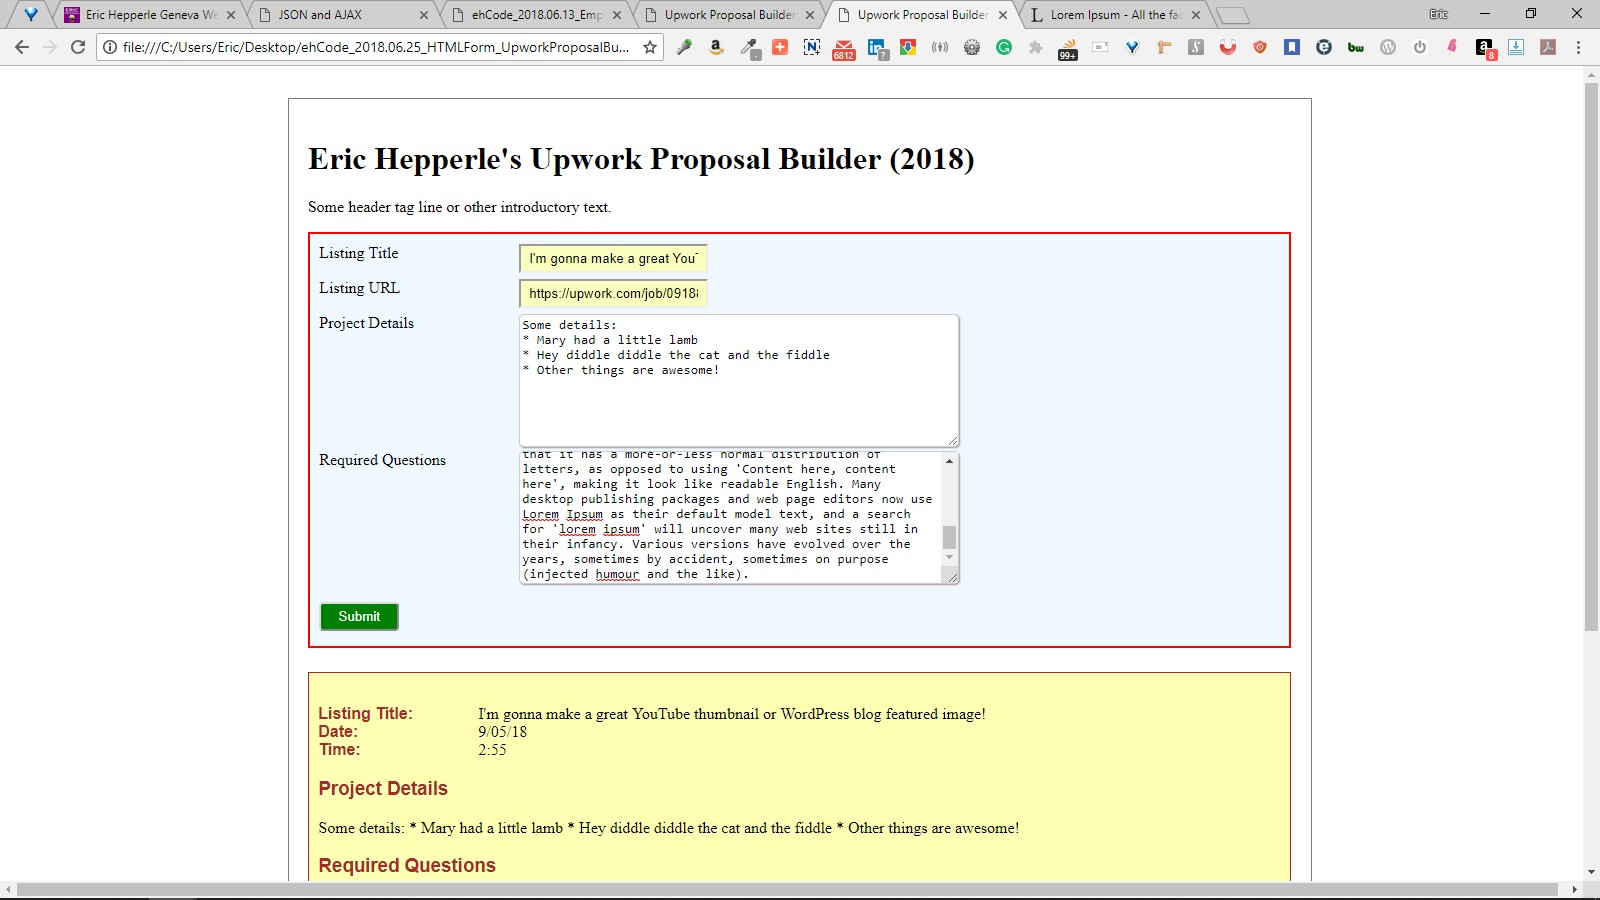 Eric Hepperle Geneva We
JSON and AJAX
ehCode_2018.06.13_Emp
Upwork Proposal Builder
Upwork Proposal Builder
Lorem Ipsum - All the fac
Eric
file:///C:/Users/Eric/Desktop/ehCode_2018.06.25_HTMLForm_UpworkProposalBu...
6812
99+
8
Eric Hepperle's Upwork Proposal Builder (2018)
Some header tag line or other introductory text.
Listing Title
I'm gonna make a great You
Listing URL
https://upwork.com/job/0918
Project Details
Some details:
* Mary had a little lamb
* Hey diddle diddle the cat and the fiddle
* Other things are awesome!
Required Questions
that it has a more-or-less normal distribution of
letters, as opposed to using 'Content here, content
here', making it look like readable English. Many
desktop publishing packages and web page editors now use
Lorem Ipsum as their default model text, and a search
for 'lorem ipsum' will uncover many web sites still in
their infancy. Various versions have evolved over the
years, sometimes by accident, sometimes on purpose
(injected humour and the like).
Submit
Listing Title: I'm gonna make a great YouTube thumbnail or WordPress blog featured image!
Date: 9/05/18
Time: 2:55
Project Details
Some details: * Mary had a little lamb * Hey diddle diddle the cat and the fiddle * Other things are awesome!
Required Questions